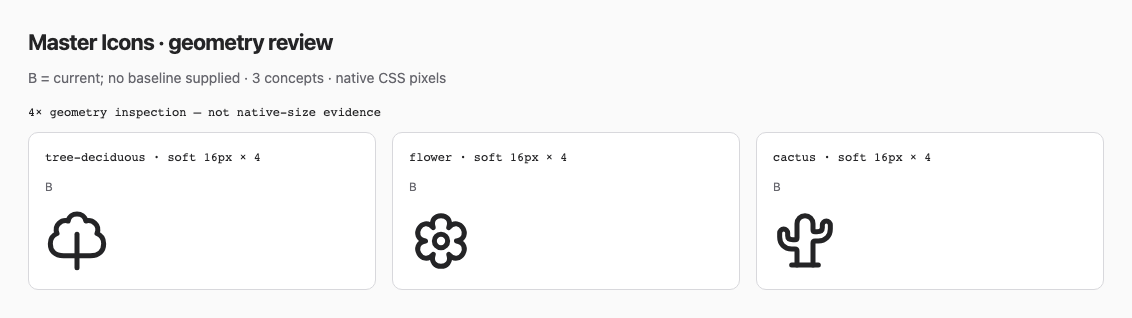 Master Icons · geometry review
B = current; no baseline supplied · 3 concepts · native CSS pixels
4× geometry inspection — not native-size evidence
tree-deciduous · soft 16px × 4
B
flower · soft 16px × 4
B
cactus · soft 16px × 4
B